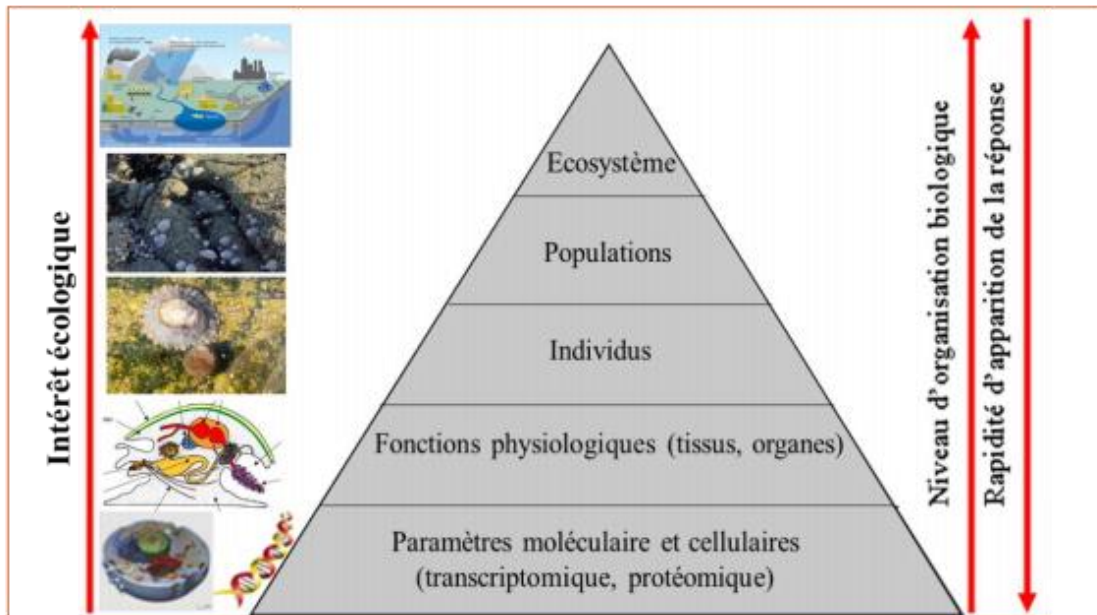 Intérêt écologique
Ecosystème
Populations
Individus
Fonctions physiologiques (tissus, organes)
Paramètres moléculaire et cellulaires
(transcriptomique, protéomique)
Niveau d'organisation biologique
Rapidité d'apparition de la réponse